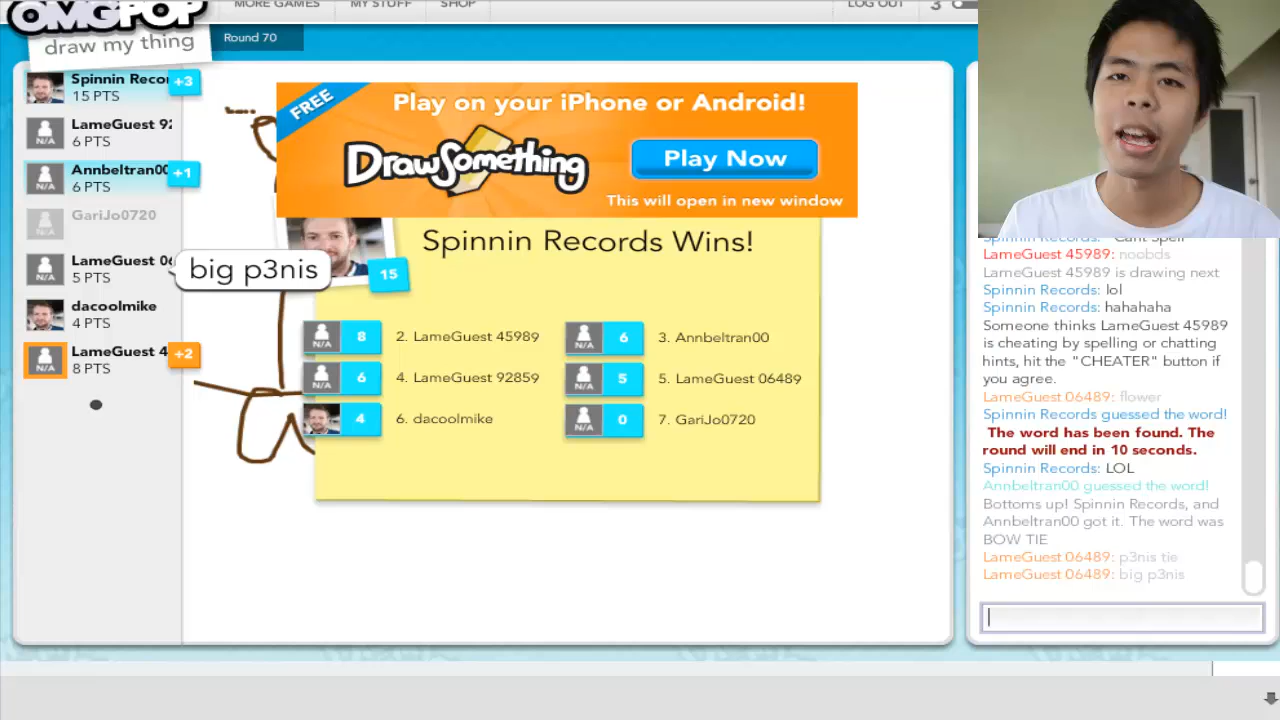 OMGPOP
MORE GAMES
MY STUFF
SHOP
LOG OUT
3
draw my thing
Round 70
Spinnin Recor
+3
15 PTS
LameGuest 92
6 PTS
Annbeltran00
+1
6 PTS
GariJo0720
LameGuest 06
5 PTS
big p3nis
dacoolmike
4 PTS
LameGuest 4
+2
8 PTS
N/A
N/A
N/A
N/A
N/A
FREE
Play on your iPhone or Android!
DrawSomething
Play Now
This will open in new window
Spinnin Records Wins!
15
N/A 8 2. LameGuest 45989
N/A 6 3. Annbeltran00
N/A 6 4. LameGuest 92859
N/A 5 5. LameGuest 06489
4 6. dacoolmike
N/A 0 7. GariJo0720
Spinnin Records: Cant Spell
LameGuest 45989: noobds
LameGuest 45989 is drawing next
Spinnin Records: lol
Spinnin Records: hahahaha
Someone thinks LameGuest 45989
is cheating by spelling or chatting
hints, hit the "CHEATER" button if
you agree.
LameGuest 06489: flower
Spinnin Records guessed the word!
The word has been found. The
round will end in 10 seconds.
Spinnin Records: LOL
Annbeltran00 guessed the word!
Bottoms up! Spinnin Records, and
Annbeltran00 got it. The word was
BOW TIE
LameGuest 06489: p3nis tie
LameGuest 06489: big p3nis